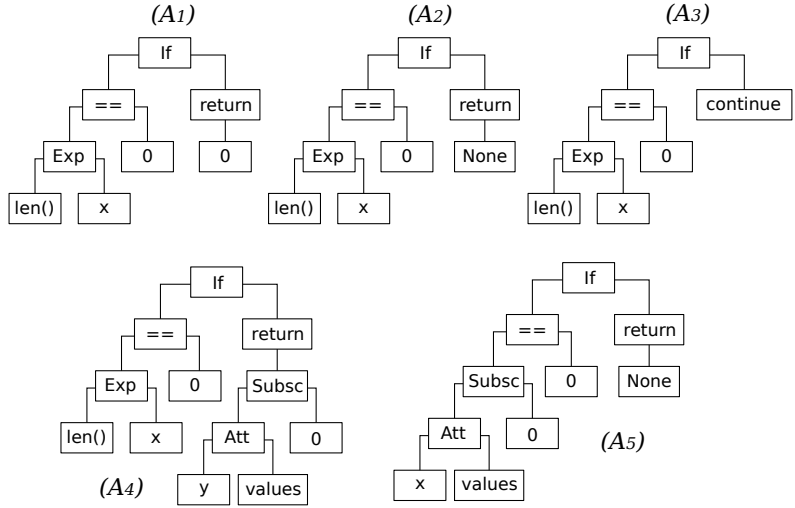 (A1) (A2) (A3)
If If If
== return == return == continue
Exp 0 0 Exp 0 None Exp 0
len() x len() x len() x
If If
== return == return
Exp 0 Subsc Subsc 0 None
len() x Att 0 Att 0 (A5)
(A4) y values x values